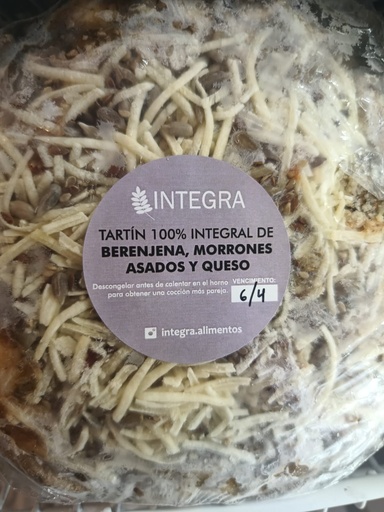 INTEGRA
TARTÍN 100% INTEGRAL DE
BERENJENA, MORRONES
ASADOS Y QUESO
Descongelar antes de calentar en el horno
para obtener una cocción más pareja.
VENCIMIENTO:
6/4
integra.alimentos